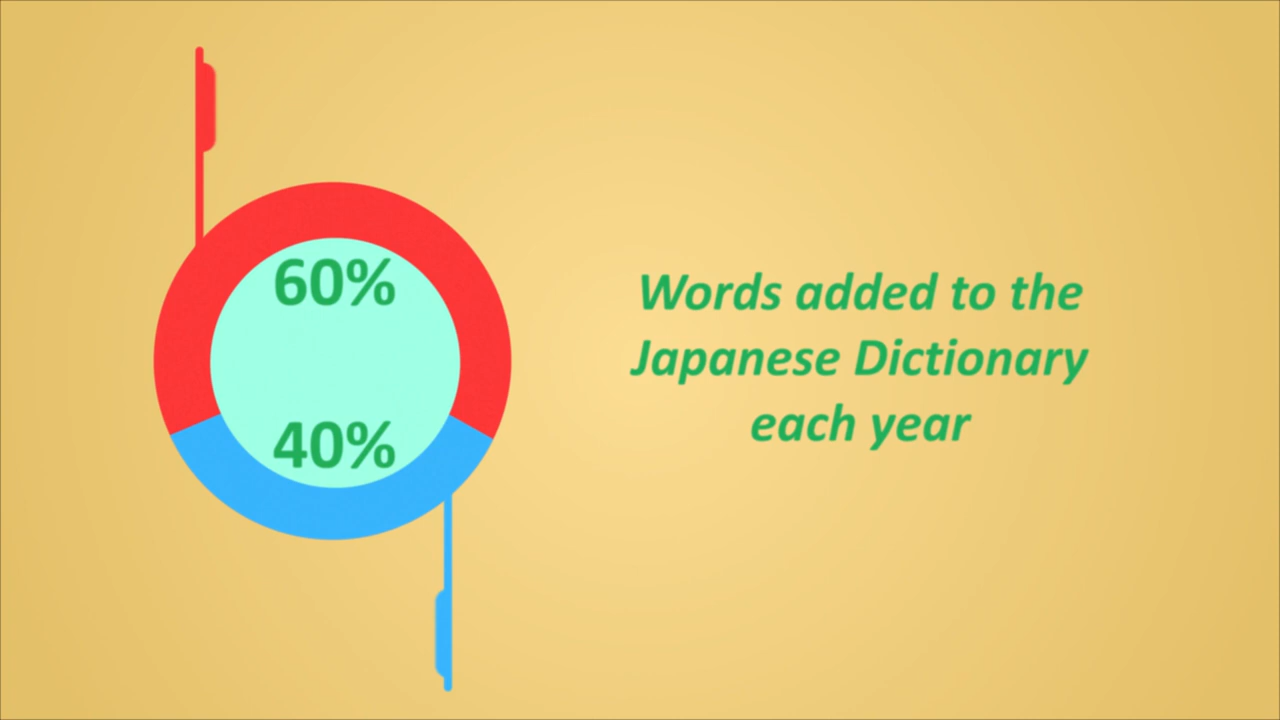 60%
40%
Words added to the
Japanese Dictionary
each year